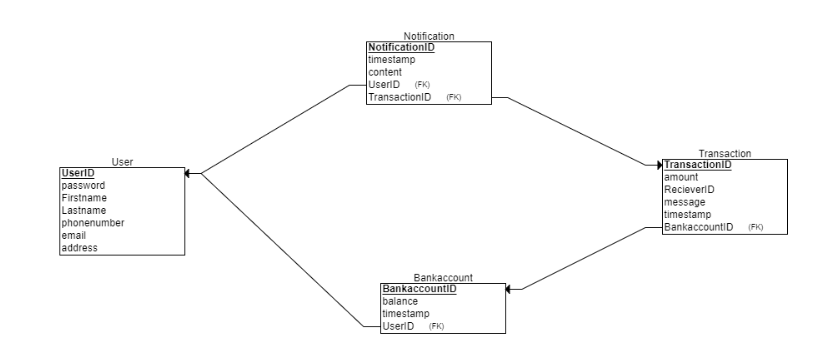 Notification
NotificationID
timestamp
content
UserID (FK)
TransactionID (FK)
User
UserID
password
Firstname
Lastname
phonenumber
email
address
Transaction
TransactionID
amount
RecieverID
message
timestamp
BankaccountID (FK)
Bankaccount
BankaccountID
balance
timestamp
UserID (FK)